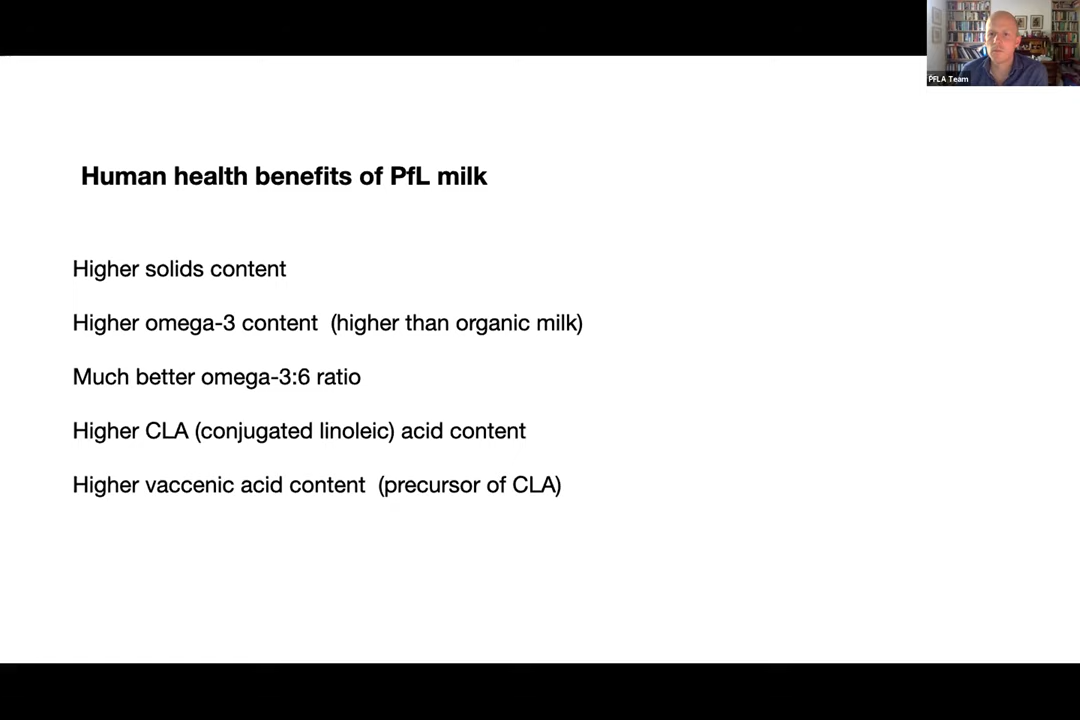 PFLA Team
Human health benefits of PfL milk
Higher solids content
Higher omega-3 content (higher than organic milk)
Much better omega-3:6 ratio
Higher CLA (conjugated linoleic) acid content
Higher vaccenic acid content (precursor of CLA)